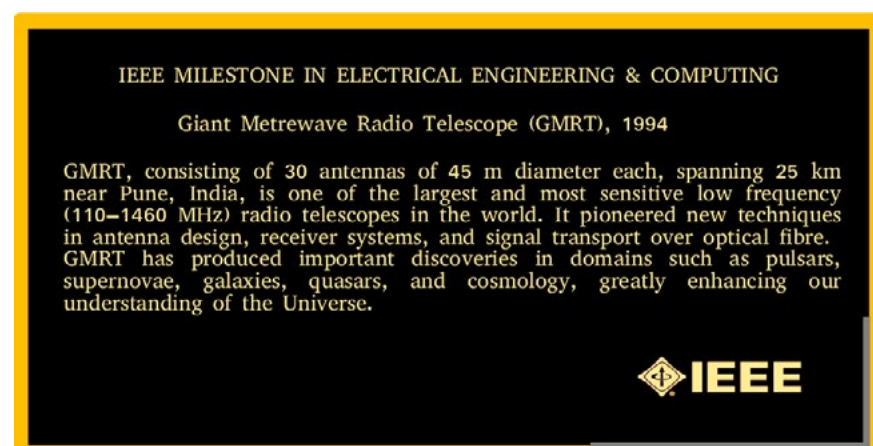 IEEE MILESTONE IN ELECTRICAL ENGINEERING & COMPUTING
Giant Metrewave Radio Telescope (GMRT), 1994
GMRT, consisting of 30 antennas of 45 m diameter each, spanning 25 km
near Pune, India, is one of the largest and most sensitive low frequency
(110–1460 MHz) radio telescopes in the world. It pioneered new techniques
in antenna design, receiver systems, and signal transport over optical fibre.
GMRT has produced important discoveries in domains such as pulsars,
supernovae, galaxies, quasars, and cosmology, greatly enhancing our
understanding of the Universe.
IEEE